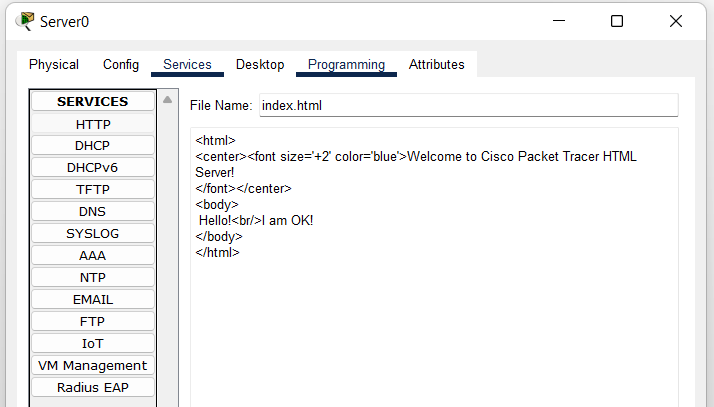 Server0
Physical Config Services Desktop Programming Attributes
SERVICES
HTTP
DHCP
DHCPv6
TFTP
DNS
SYSLOG
AAA
NTP
EMAIL
FTP
IoT
VM Management
Radius EAP
File Name: index.html
<html>
<center><font size='+2' color='blue'>Welcome to Cisco Packet Tracer HTML
Server!
</font></center>
<body>
Hello!<br/>I am OK!
</body>
</html>